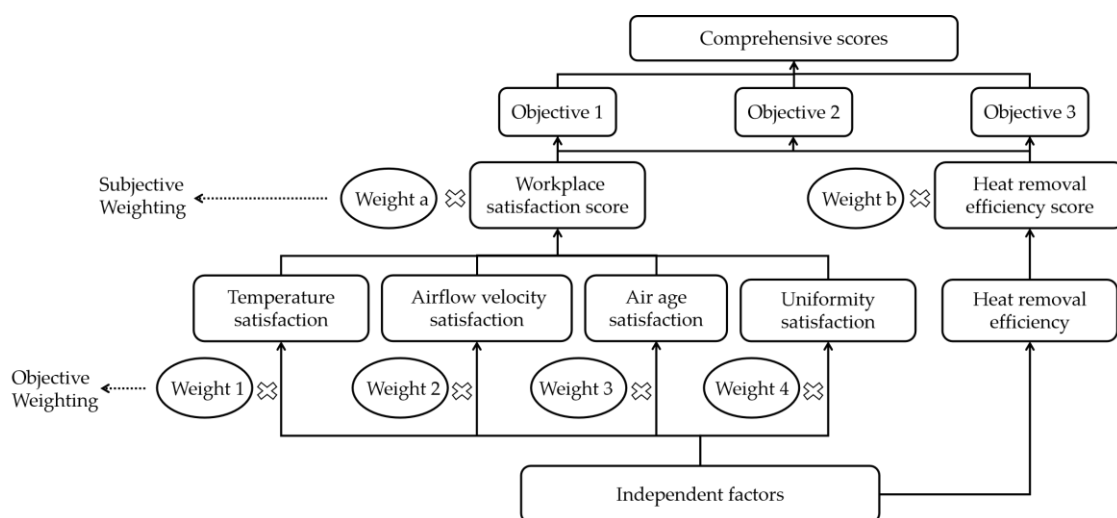 Comprehensive scores
Objective 1
Objective 2
Objective 3
Subjective
Weighting
Weight a
Workplace
satisfaction score
Weight b
Heat removal
efficiency score
Temperature
satisfaction
Airflow velocity
satisfaction
Air age
satisfaction
Uniformity
satisfaction
Heat removal
efficiency
Objective
Weighting
Weight 1
Weight 2
Weight 3
Weight 4
Independent factors